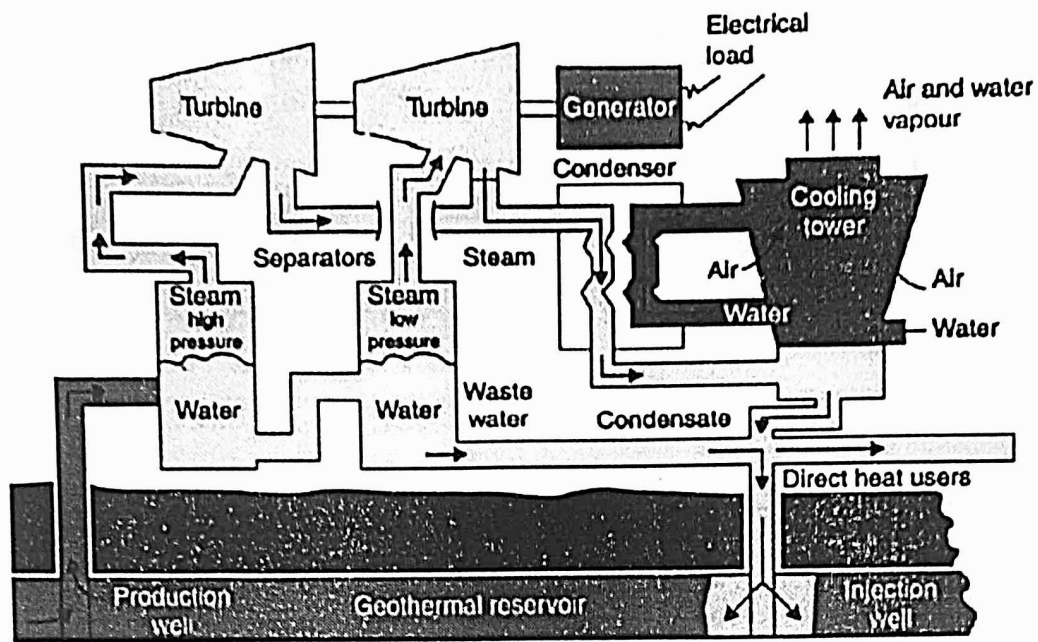 Electrical
load
Turbine
Turbine
Generator
Air and water
vapour
Condenser
Cooling
tower
Separators
Steam
Air
Air
Steam
high
pressure
Steam
low
pressure
Water
Water
Water
Water
Waste
water
Condensate
Direct heat users
Production
well
Geothermal reservoir
Injection
well